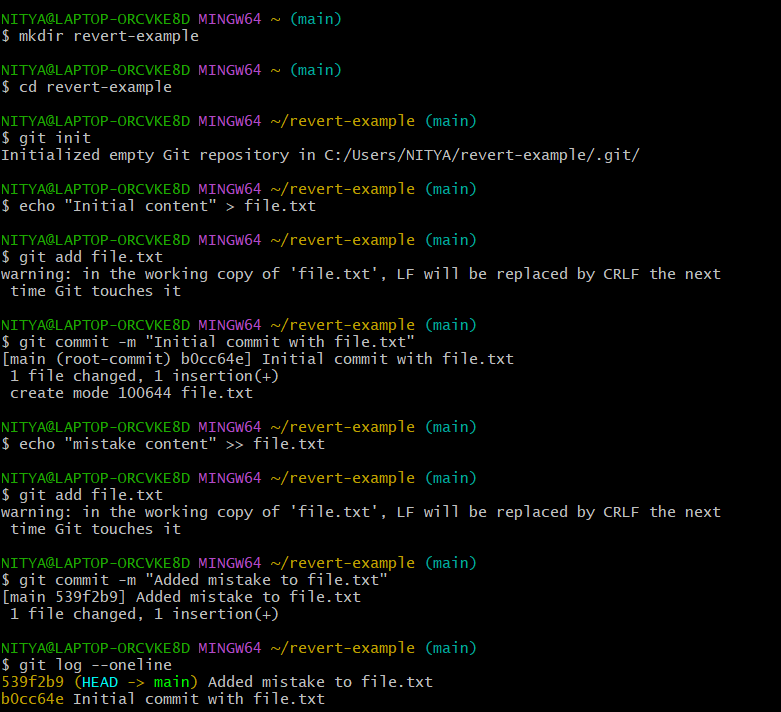 NITYA@LAPTOP-ORCVKE8D MINGW64 ~ (main)
$ mkdir revert-example
NITYA@LAPTOP-ORCVKE8D MINGW64 ~ (main)
$ cd revert-example
NITYA@LAPTOP-ORCVKE8D MINGW64 ~/revert-example (main)
$ git init
Initialized empty Git repository in C:/Users/NITYA/revert-example/.git/
NITYA@LAPTOP-ORCVKE8D MINGW64 ~/revert-example (main)
$ echo "Initial content" > file.txt
NITYA@LAPTOP-ORCVKE8D MINGW64 ~/revert-example (main)
$ git add file.txt
warning: in the working copy of 'file.txt', LF will be replaced by CRLF the next
 time Git touches it
NITYA@LAPTOP-ORCVKE8D MINGW64 ~/revert-example (main)
$ git commit -m "Initial commit with file.txt"
[main (root-commit) b0cc64e] Initial commit with file.txt
 1 file changed, 1 insertion(+)
 create mode 100644 file.txt
NITYA@LAPTOP-ORCVKE8D MINGW64 ~/revert-example (main)
$ echo "mistake content" >> file.txt
NITYA@LAPTOP-ORCVKE8D MINGW64 ~/revert-example (main)
$ git add file.txt
warning: in the working copy of 'file.txt', LF will be replaced by CRLF the next
 time Git touches it
NITYA@LAPTOP-ORCVKE8D MINGW64 ~/revert-example (main)
$ git commit -m "Added mistake to file.txt"
[main 539f2b9] Added mistake to file.txt
 1 file changed, 1 insertion(+)
NITYA@LAPTOP-ORCVKE8D MINGW64 ~/revert-example (main)
$ git log --oneline
539f2b9 (HEAD -> main) Added mistake to file.txt
b0cc64e Initial commit with file.txt